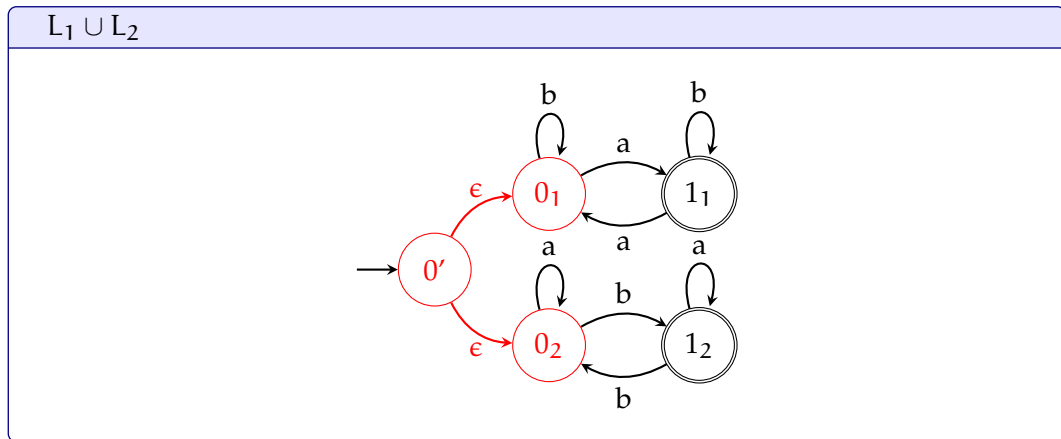 L₁ ∪ L₂
b b
a
ϵ 0₁ 1₁
a
0′ a a
b
ϵ 0₂ 1₂
b